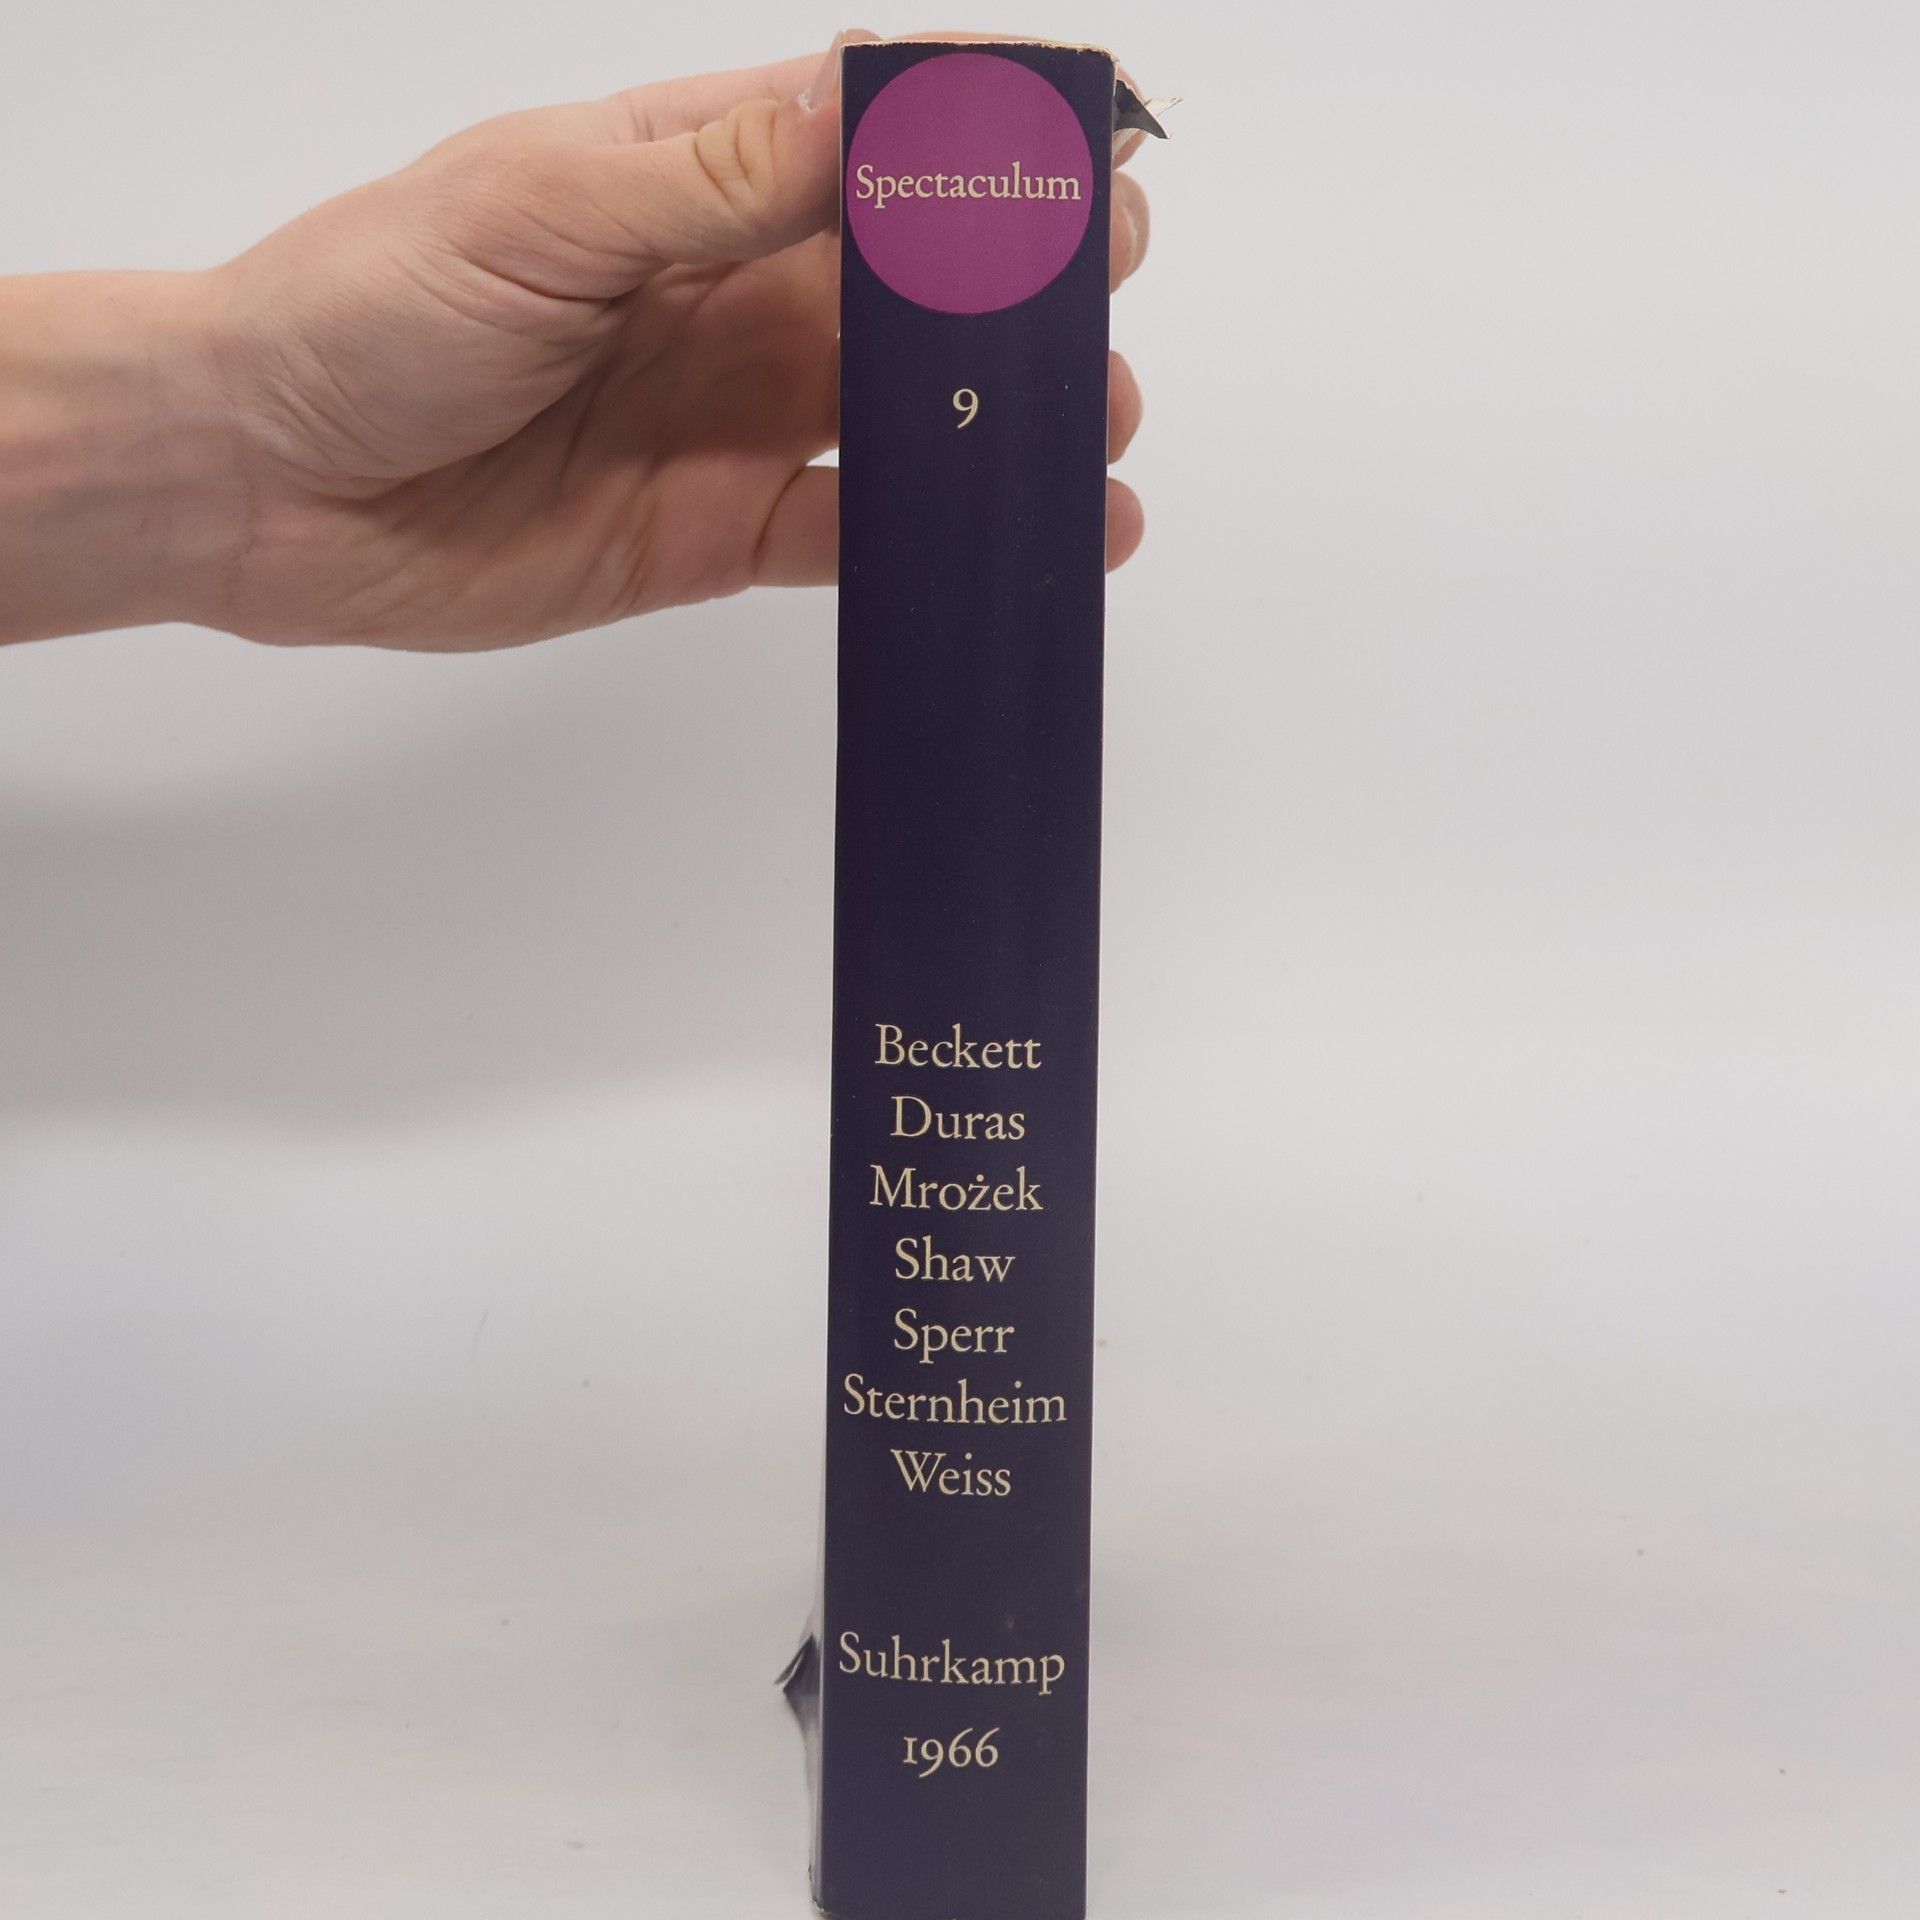 Spectaculum
9
Beckett
Duras
Mrożek
Shaw
Sperr
Sternheim
Weiss
Suhrkamp
1966